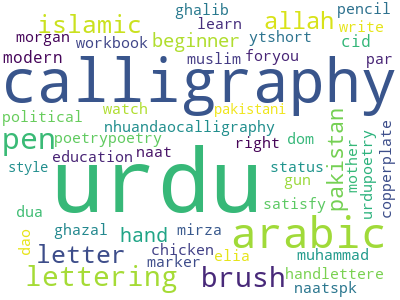 ghalib pencil
islamic allah learn write
morgan workbook beginner ytshort cid
modern muslim foryou par
calligraphy
political watch pakistani
pen nhuandaocalligraphy pakistan
poetrypoetry right dom mother urdupoetry copperplate
style education naat status
urdu gun satisfy
dua ghazal hand mirza arabic
dao letter chicken elia muhammad
marker handlettere
lettering brush naatspk